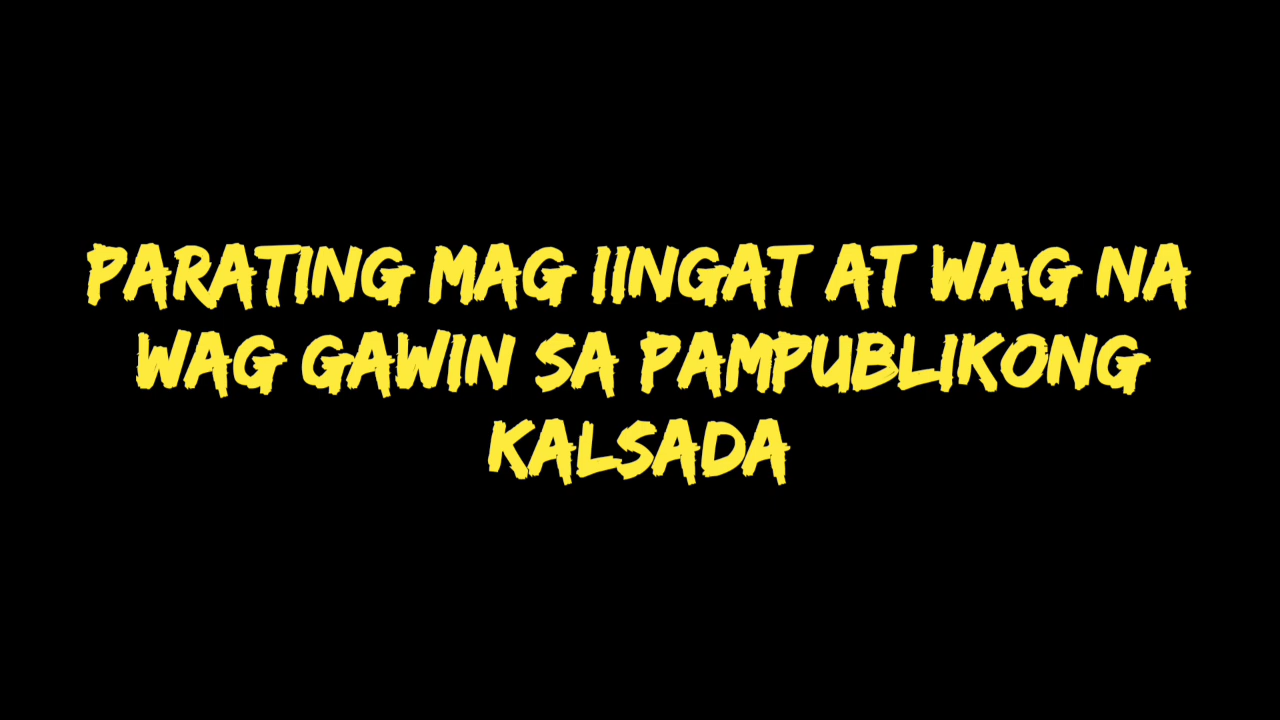 PARATING MAG IINGAT AT WAG NA
WAG GAWIN SA PAMPUBLIKONG
KALSADA